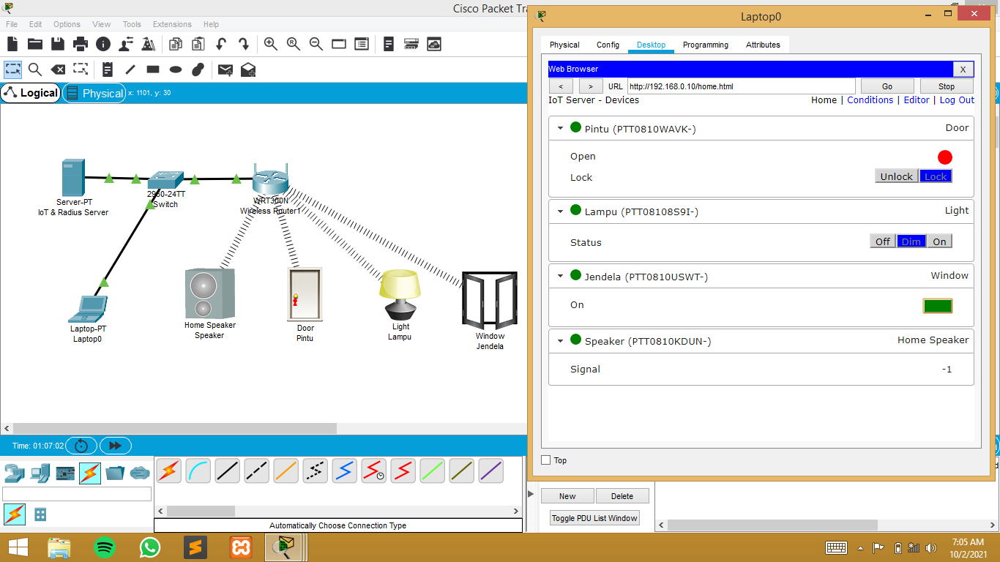 Cisco Packet Tra
File Edit Options View Tools Extensions Help
Logical
Physical x: 1101, y: 30
Server-PT
IoT & Radius Server
2960-24TT
Switch
WRT300N
Wireless Router1
Laptop-PT
Laptop0
Home Speaker
Speaker
Door
Pintu
Light
Lampu
Window
Jendela
Time: 01:07:02
Automatically Choose Connection Type
Laptop0
Physical Config Desktop Programming Attributes
Web Browser X
< > URL http://192.168.0.10/home.html Go Stop
IoT Server - Devices Home | Conditions | Editor | Log Out
Pintu (PTT0810WAVK-) Door
Open
Lock Unlock Lock
Lampu (PTT08108S9I-) Light
Status Off Dim On
Jendela (PTT0810USWT-) Window
On
Speaker (PTT0810KDUN-) Home Speaker
Signal -1
Top
New Delete
Toggle PDU List Window
7:05 AM
10/2/2021